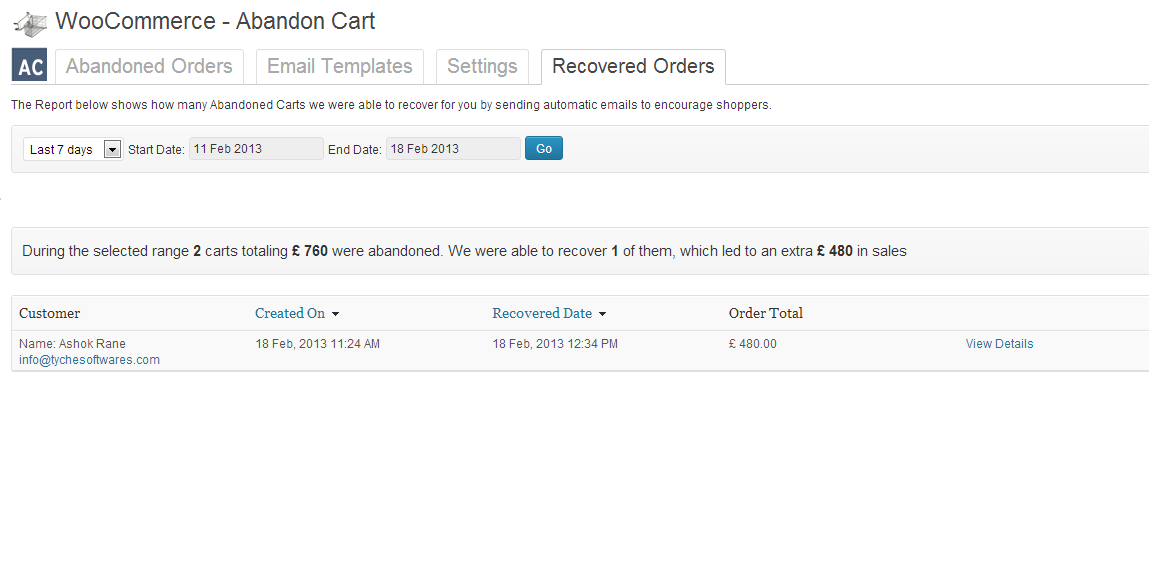 WooCommerce - Abandon Cart
AC Abandoned Orders Email Templates Settings Recovered Orders
The Report below shows how many Abandoned Carts we were able to recover for you by sending automatic emails to encourage shoppers.
Last 7 days Start Date: 11 Feb 2013 End Date: 18 Feb 2013 Go
During the selected range 2 carts totaling £ 760 were abandoned. We were able to recover 1 of them, which led to an extra £ 480 in sales
Customer Created On Recovered Date Order Total
Name: Ashok Rane 18 Feb, 2013 11:24 AM 18 Feb, 2013 12:34 PM £ 480.00 View Details
info@tychesoftwares.com